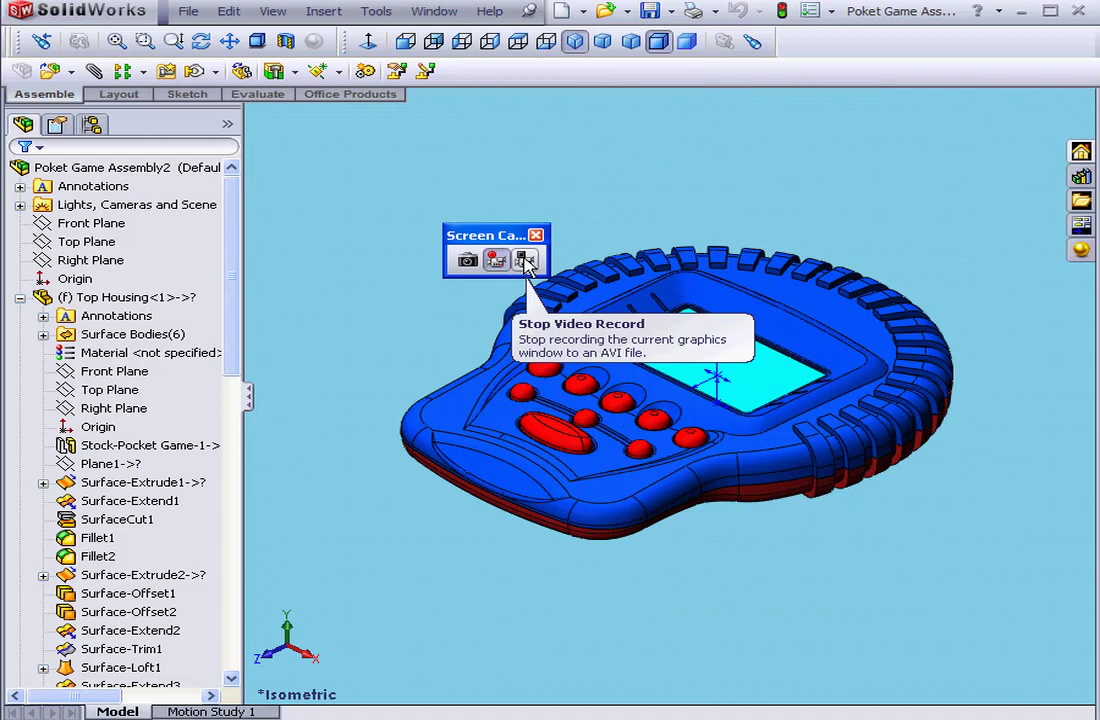 SolidWorks
File Edit View Insert Tools Window Help
Poket Game Ass...
Assemble Layout Sketch Evaluate Office Products
Poket Game Assembly2 (Defaul
Annotations
Lights, Cameras and Scene
Front Plane
Top Plane
Right Plane
Origin
(f) Top Housing<1>->?
Annotations
Surface Bodies(6)
Material <not specified>
Front Plane
Top Plane
Right Plane
Origin
Stock-Pocket Game-1->
Plane1->?
Surface-Extrude1->?
Surface-Extend1
SurfaceCut1
Fillet1
Fillet2
Surface-Extrude2->?
Surface-Offset1
Surface-Offset2
Surface-Extend2
Surface-Trim1
Surface-Loft1
Surface-Extend3
Screen Ca...
Stop Video Record
Stop recording the current graphics
window to an AVI file.
Y
Z X
*Isometric
Model Motion Study 1